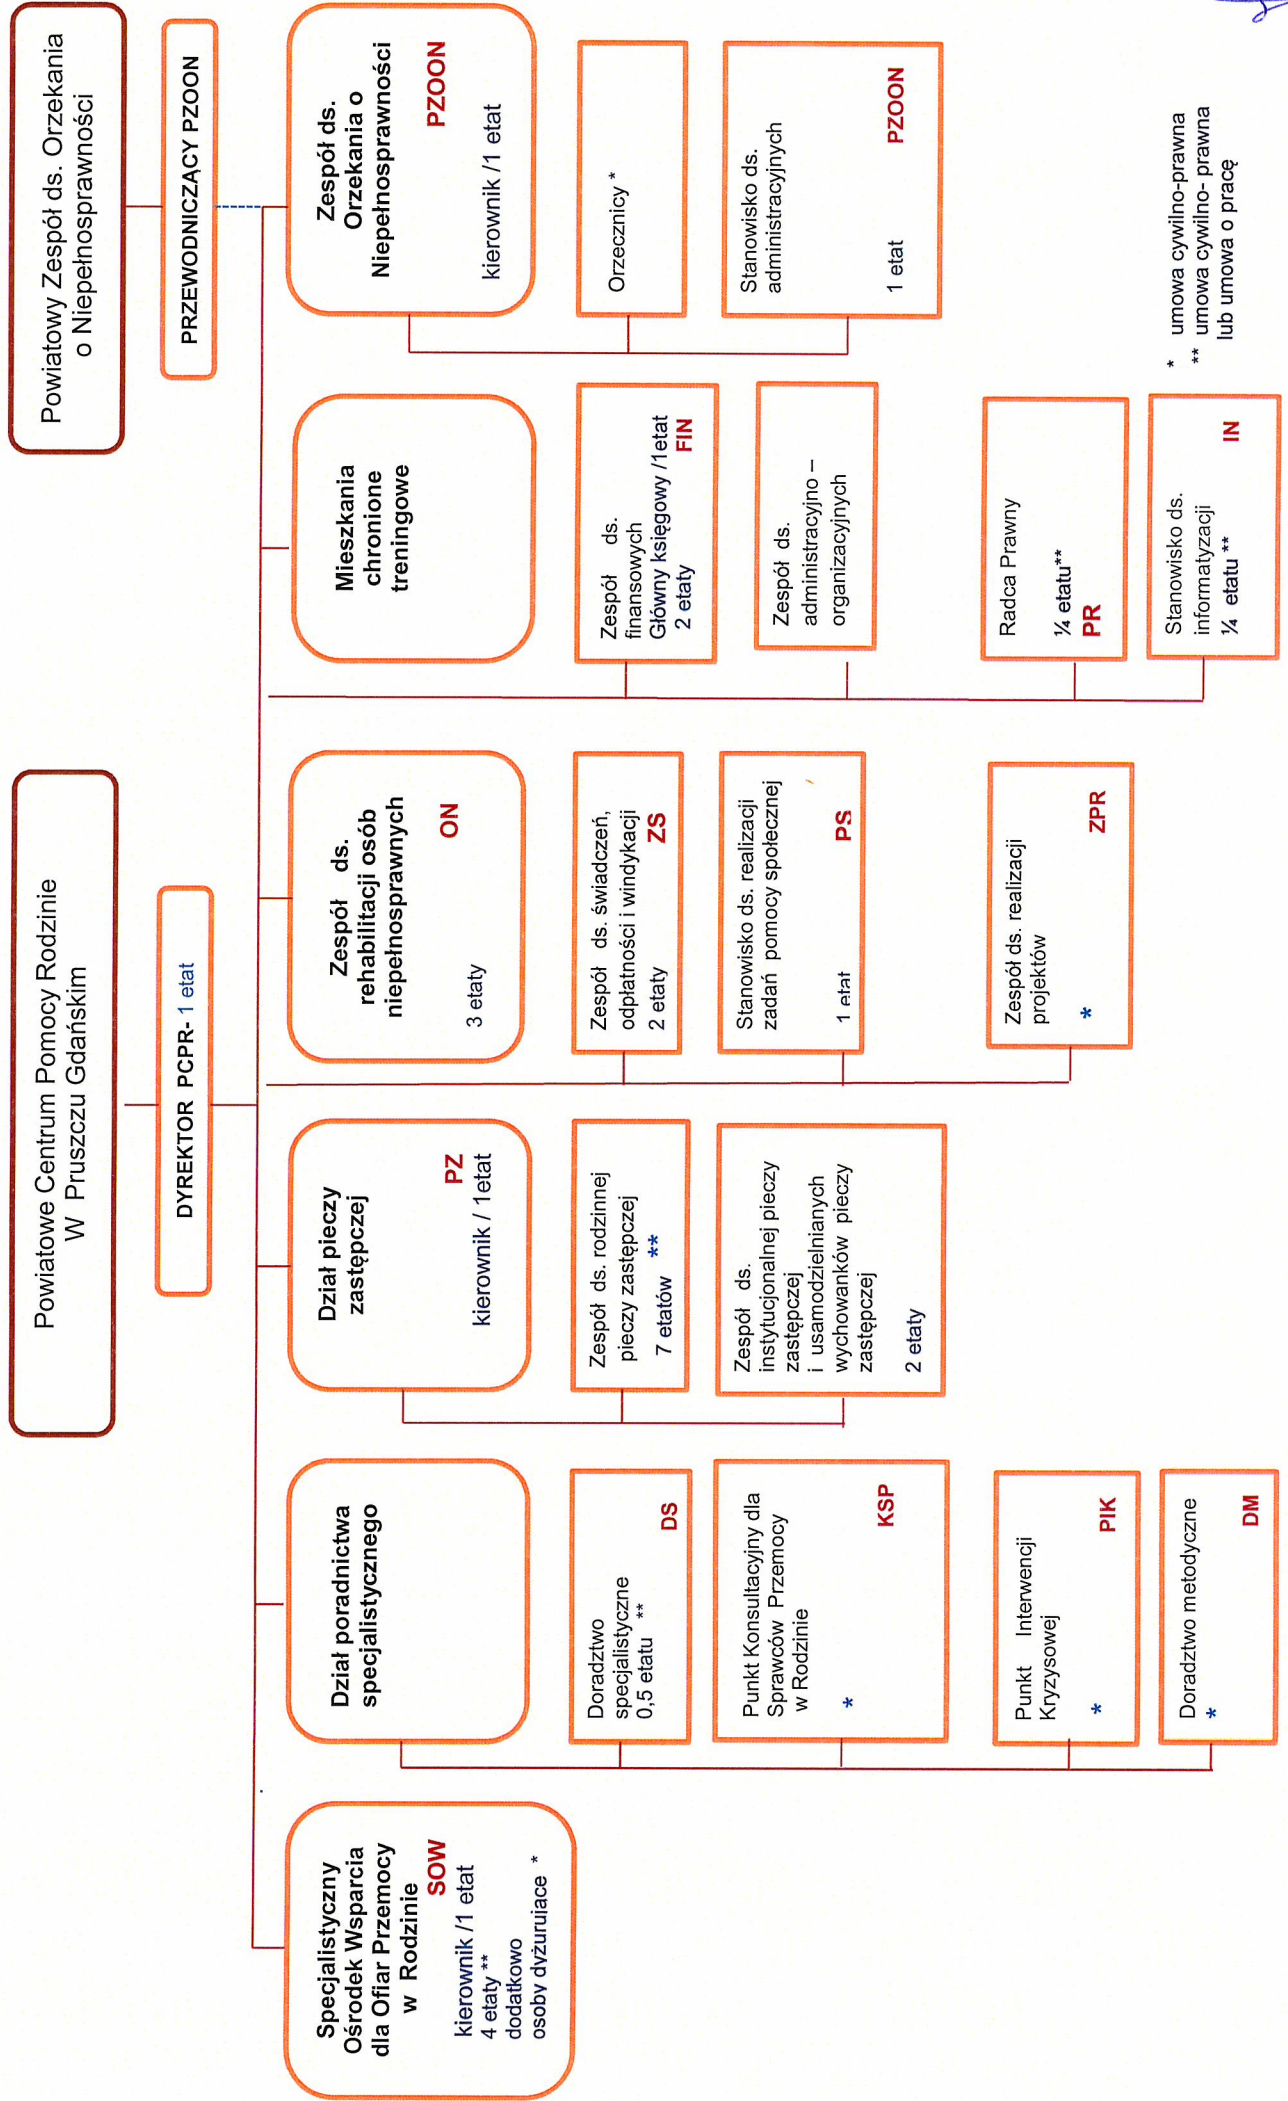 Powiatowe Centrum Pomocy Rodzinie
W Pruszczu Gdańskim
Powiatowy Zespół ds. Orzekania
o Niepełnosprawności
DYREKTOR PCPR- 1 etat
PRZEWODNICZĄCY PZOON
Specjalistyczny
Ośrodek Wsparcia
dla Ofiar Przemocy
w Rodzinie
SOW
kierownik /1 etat
4 etaty **
dodatkowo
osoby dyżurujace *
Dział poradnictwa
specjalistycznego
Doradztwo
specjalistyczne
0,5 etatu **
DS
Punkt Konsultacyjny dla
Sprawców Przemocy
w Rodzinie
*
KSP
Punkt Interwencji
Kryzysowej
*
PIK
Doradztwo metodyczne
*
DM
Dział pieczy
zastępczej
PZ
kierownik / 1etat
Zespół ds. rodzinnej
pieczy zastępczej
7 etatów **
Zespół ds.
instytucjonalnej pieczy
zastępczej
i usamodzielnianych
wychowanków pieczy
zastępczej
2 etaty
Zespół ds.
rehabilitacji osób
niepełnosprawnych
ON
3 etaty
Zespół ds. świadczeń,
odpłatności i windykacji
2 etaty ZS
Stanowisko ds. realizacji
zadań pomocy społecznej
1 etat PS
Zespół ds. realizacji
projektów
*
ZPR
Mieszkania
chronione
treningowe
Zespół ds.
finansowych
Główny księgowy /1etat
2 etaty FIN
Zespół ds.
administracyjno –
organizacyjnych
Radca Prawny
¼ etatu**
PR
Stanowisko ds.
informatyzacji
¼ etatu **
IN
Zespół ds.
Orzekania o
Niepełnosprawności
PZOON
kierownik /1 etat
Orzecznicy *
Stanowisko ds.
administracyjnych
1 etat PZOON
* umowa cywilno-prawna
** umowa cywilno- prawna
lub umowa o pracę